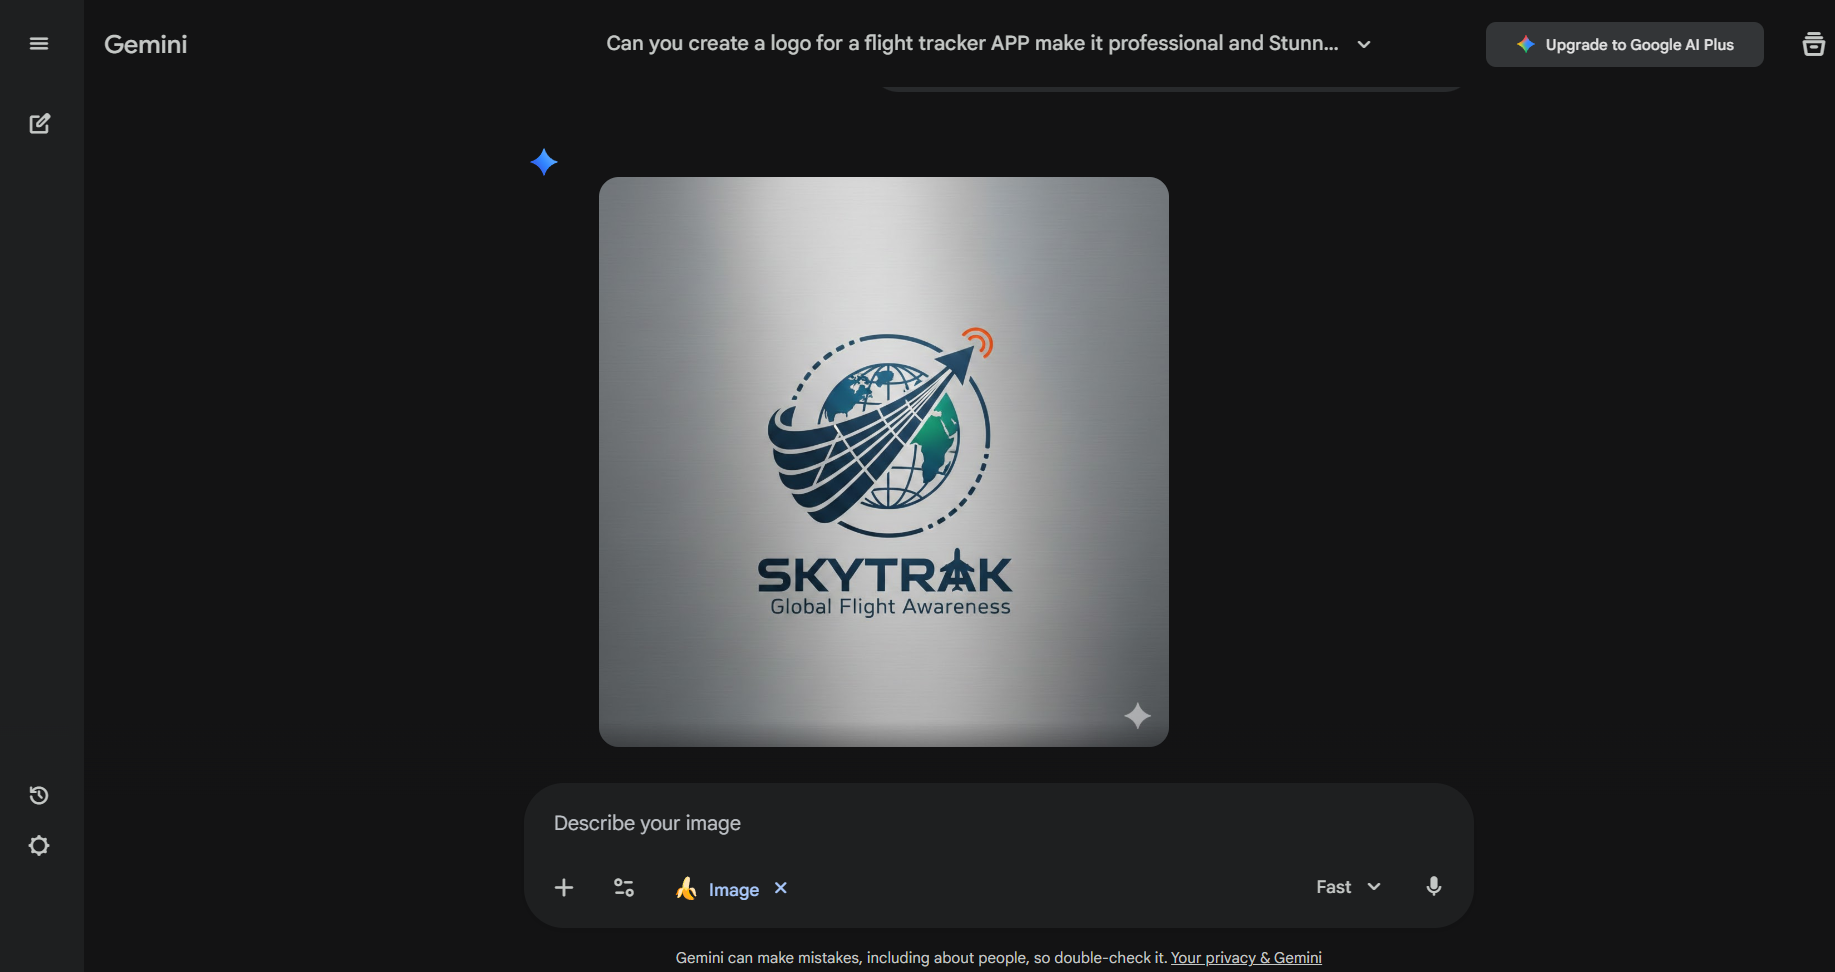 Gemini
Can you create a logo for a flight tracker APP make it professional and Stunn...
Upgrade to Google AI Plus
SKYTRAK
Global Flight Awareness
Describe your image
Image
Fast
Gemini can make mistakes, including about people, so double-check it. Your privacy & Gemini